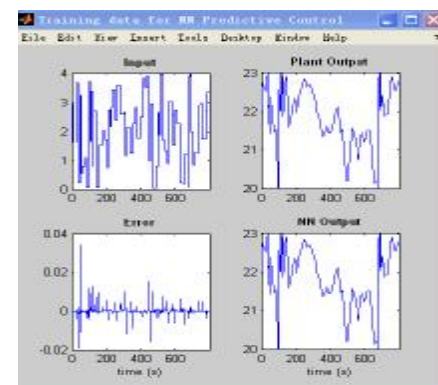 Training data for NN Predictive Control
File Edit View Insert Tools Desktop Window Help
Input
4
3
2
1
0
0 200 400 600
Plant Output
23
22
21
20
0 200 400 600
Error
0.04
0.02
0
-0.02
0 200 400 600
time (s)
NN Output
23
22
21
20
0 200 400 600
time (s)